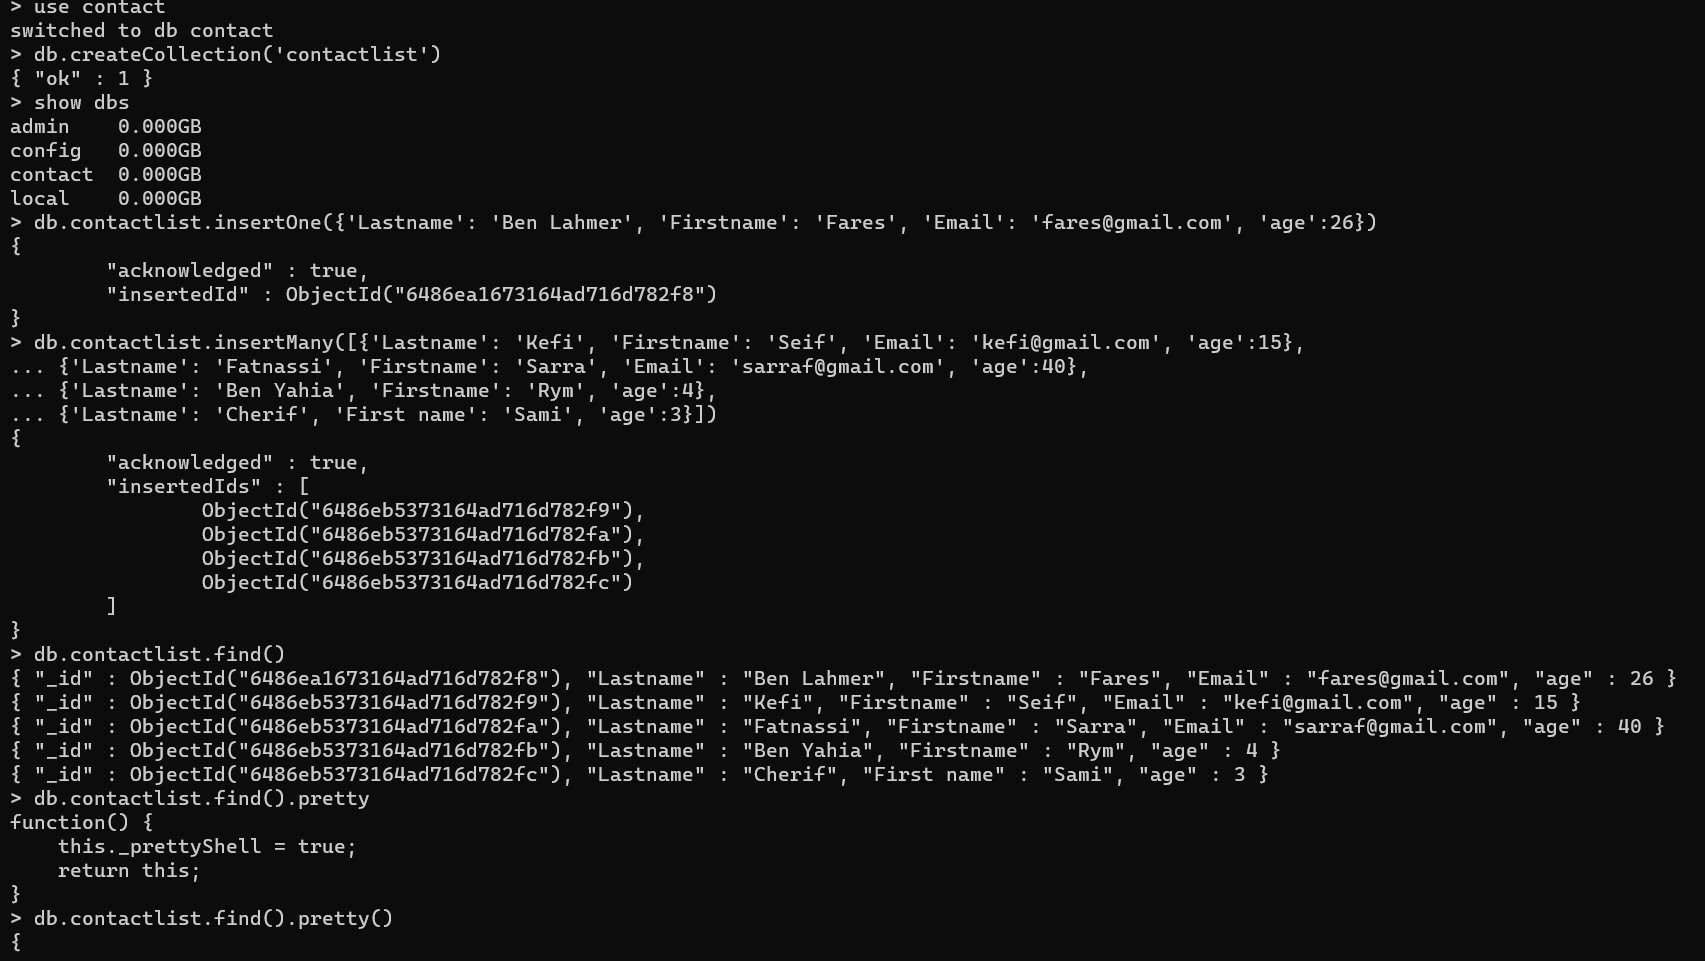 > use contact
switched to db contact
> db.createCollection('contactlist')
{ "ok" : 1 }
> show dbs
admin    0.000GB
config   0.000GB
contact  0.000GB
local    0.000GB
> db.contactlist.insertOne({'Lastname': 'Ben Lahmer', 'Firstname': 'Fares', 'Email': 'fares@gmail.com', 'age':26})
{
        "acknowledged" : true,
        "insertedId" : ObjectId("6486ea1673164ad716d782f8")
}
> db.contactlist.insertMany([{'Lastname': 'Kefi', 'Firstname': 'Seif', 'Email': 'kefi@gmail.com', 'age':15},
... {'Lastname': 'Fatnassi', 'Firstname': 'Sarra', 'Email': 'sarraf@gmail.com', 'age':40},
... {'Lastname': 'Ben Yahia', 'Firstname': 'Rym', 'age':4},
... {'Lastname': 'Cherif', 'First name': 'Sami', 'age':3}])
{
        "acknowledged" : true,
        "insertedIds" : [
                ObjectId("6486eb5373164ad716d782f9"),
                ObjectId("6486eb5373164ad716d782fa"),
                ObjectId("6486eb5373164ad716d782fb"),
                ObjectId("6486eb5373164ad716d782fc")
        ]
}
> db.contactlist.find()
{ "_id" : ObjectId("6486ea1673164ad716d782f8"), "Lastname" : "Ben Lahmer", "Firstname" : "Fares", "Email" : "fares@gmail.com", "age" : 26 }
{ "_id" : ObjectId("6486eb5373164ad716d782f9"), "Lastname" : "Kefi", "Firstname" : "Seif", "Email" : "kefi@gmail.com", "age" : 15 }
{ "_id" : ObjectId("6486eb5373164ad716d782fa"), "Lastname" : "Fatnassi", "Firstname" : "Sarra", "Email" : "sarraf@gmail.com", "age" : 40 }
{ "_id" : ObjectId("6486eb5373164ad716d782fb"), "Lastname" : "Ben Yahia", "Firstname" : "Rym", "age" : 4 }
{ "_id" : ObjectId("6486eb5373164ad716d782fc"), "Lastname" : "Cherif", "First name" : "Sami", "age" : 3 }
> db.contactlist.find().pretty
function() {
    this._prettyShell = true;
    return this;
}
> db.contactlist.find().pretty()
{